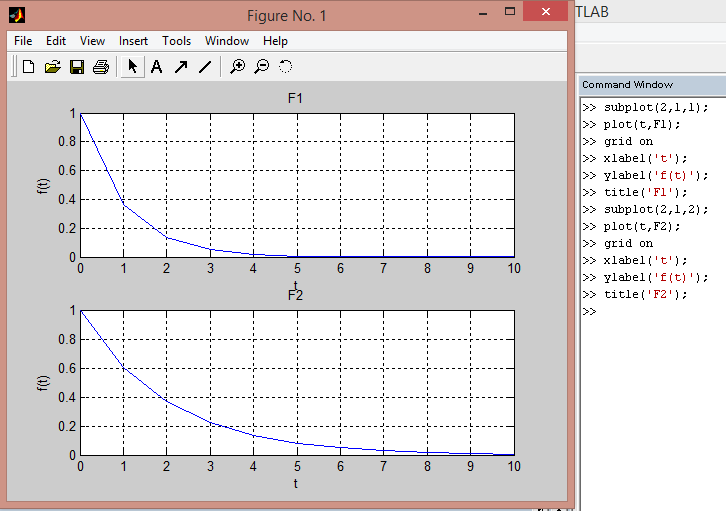 Figure No. 1
TLAB
File Edit View Insert Tools Window Help
A
F1
1
0.8
0.6
0.4
0.2
0
f(t)
0 1 2 3 4 5 6 7 8 9 10
t
F2
1
0.8
0.6
0.4
0.2
0
f(t)
0 1 2 3 4 5 6 7 8 9 10
t
Command Window
>> subplot(2,1,1);
>> plot(t,F1);
>> grid on
>> xlabel('t');
>> ylabel('f(t)');
>> title('F1');
>> subplot(2,1,2);
>> plot(t,F2);
>> grid on
>> xlabel('t');
>> ylabel('f(t)');
>> title('F2');
>>